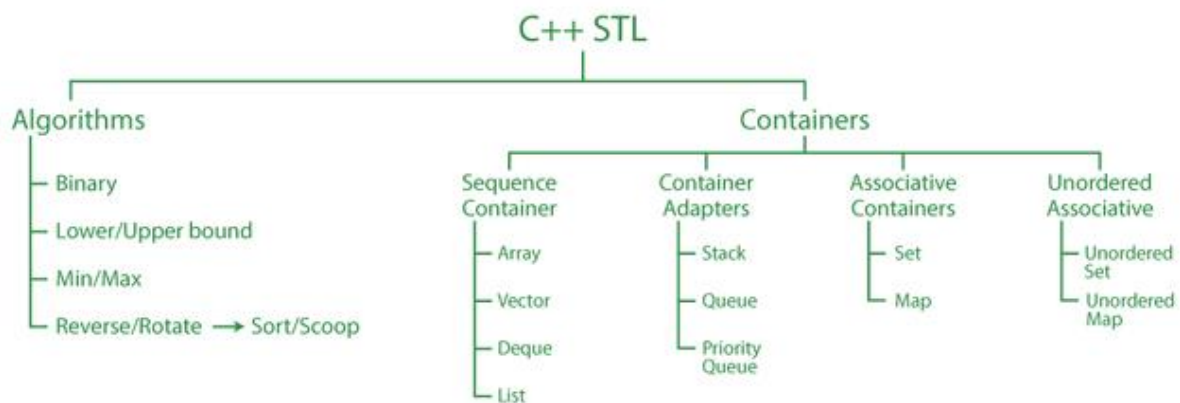 C++ STL
Algorithms
Binary
Lower/Upper bound
Min/Max
Reverse/Rotate → Sort/Scoop
Containers
Sequence
Container
Array
Vector
Deque
List
Container
Adapters
Stack
Queue
Priority
Queue
Associative
Containers
Set
Map
Unordered
Associative
Unordered
Set
Unordered
Map